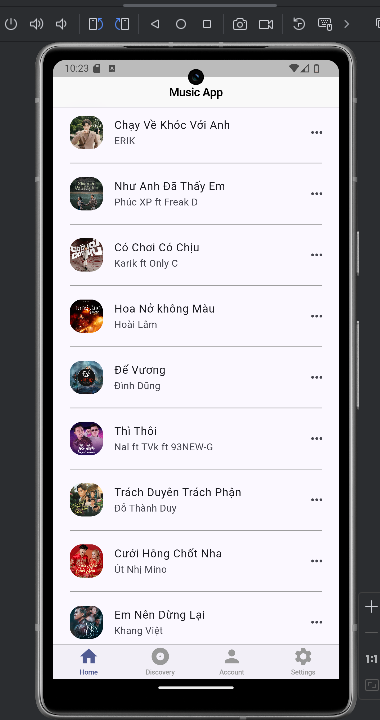 10:23
Music App
Chạy Về Khóc Với Anh
ERIK
Như Anh Đã Thấy Em
Phúc XP ft Freak D
Có Chơi Có Chịu
Karik ft Only C
Hoa Nở không Màu
Hoài Lâm
Đế Vương
Đình Dũng
Thì Thôi
Nal ft TVk ft 93NEW-G
Trách Duyên Trách Phận
Đỗ Thành Duy
Cưới Hông Chốt Nha
Út Nhị Mino
Em Nên Dừng Lại
Khang Việt
Home
Discovery
Account
Settings
1:1